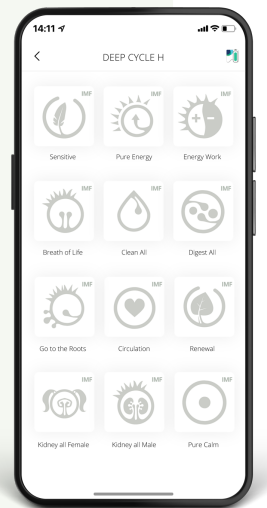 14:11
DEEP CYCLE H
IMF IMF IMF
Sensitive Pure Energy Energy Work
IMF IMF IMF
Breath of Life Clean All Digest All
IMF IMF IMF
Go to the Roots Circulation Renewal
IMF IMF IMF
Kidney all Female Kidney all Male Pure Calm